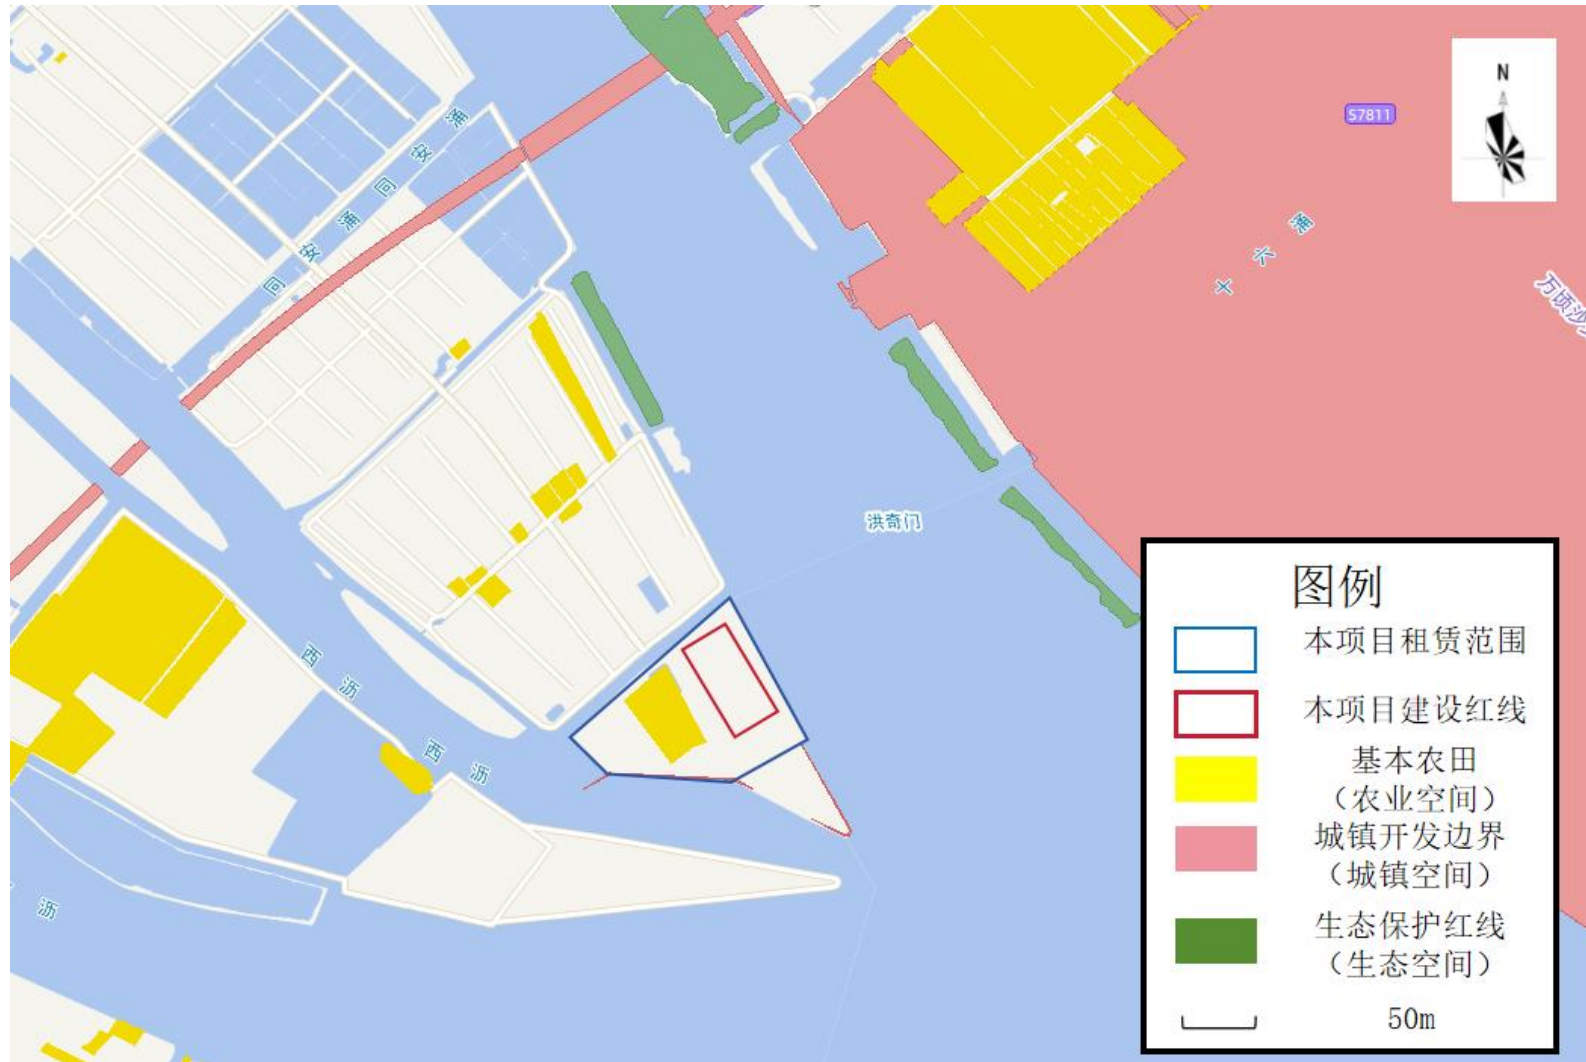 N
S7811
涌
安
同
涌
安
同
十
六
涌
万顷沙
洪奇门
西
沥
西
沥
沥
图例
本项目租赁范围
本项目建设红线
基本农田
（农业空间）
城镇开发边界
（城镇空间）
生态保护红线
（生态空间）
50m